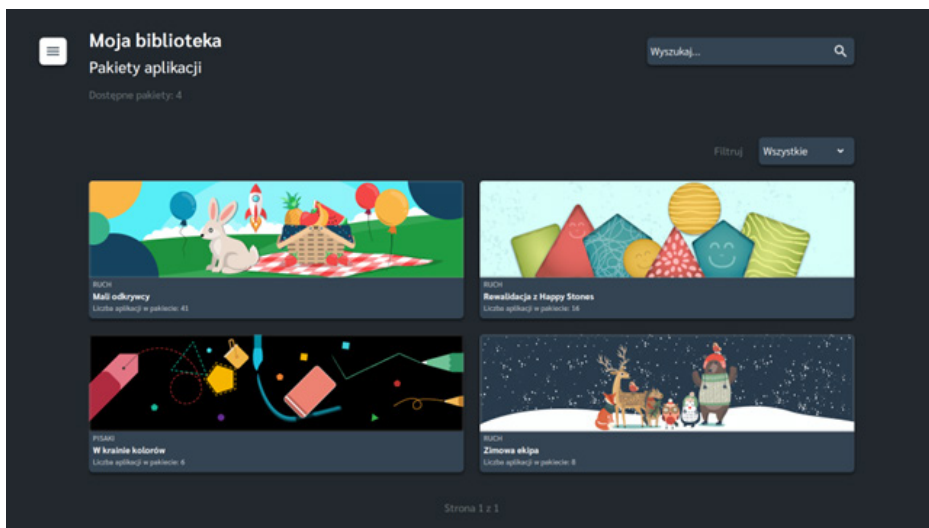 Moja biblioteka
Pakiety aplikacji
Dostępne pakiety: 4
Wyszukaj...
Filtruj
Wszystkie
RUCH
Mali odkrywcy
Liczba aplikacji w pakiecie: 41
RUCH
Rewalidacja z Happy Stones
Liczba aplikacji w pakiecie: 16
PISAKI
W krainie kolorów
Liczba aplikacji w pakiecie: 6
RUCH
Zimowa ekipa
Liczba aplikacji w pakiecie: 8
Strona 1 z 1